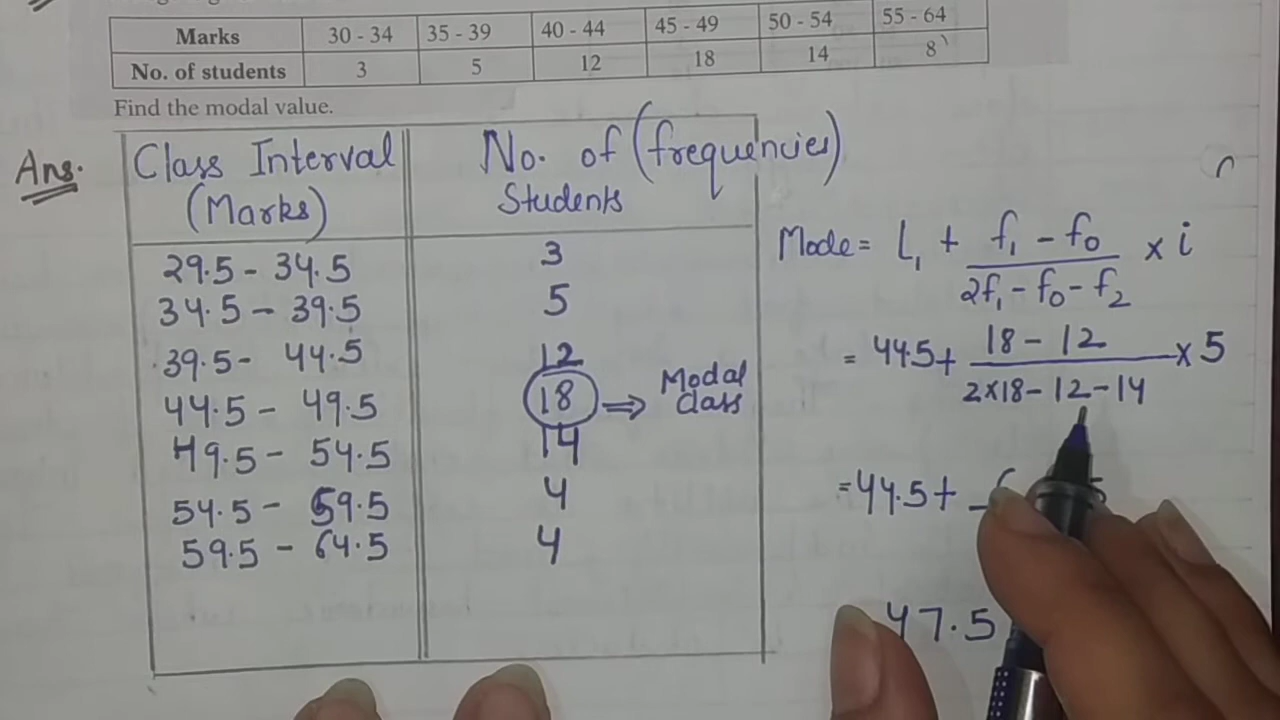 Marks 30 - 34 35 - 39 40 - 44 45 - 49 50 - 54 55 - 64
No. of students 3 5 12 18 14 8
Find the modal value.
Ans.
Class Interval (Marks)
No. of (frequencies) Students
29.5 - 34.5 3
34.5 - 39.5 5
39.5 - 44.5 12
44.5 - 49.5 18 ⇒ Modal class
49.5 - 54.5 14
54.5 - 59.5 4
59.5 - 64.5 4
Mode = L₁ + f₁ - f₀ / 2f₁ - f₀ - f₂ × i
= 44.5 + 18 - 12 / 2×18 - 12 - 14 × 5
= 44.5 +
47.5